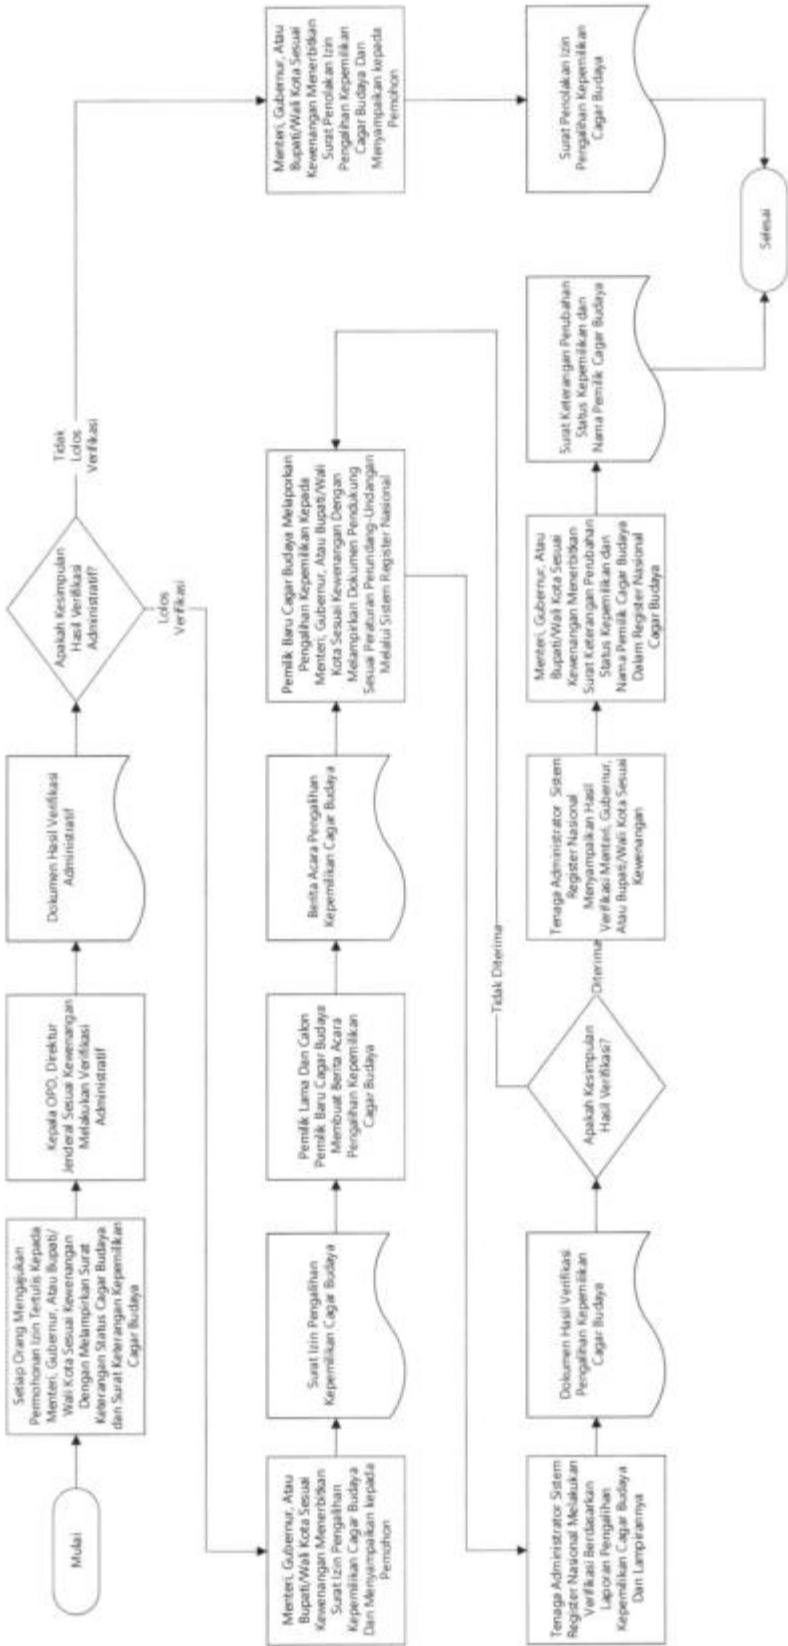 Mulai
Setiap Orang Mengajukan
Permohonan Izin Tertulis Kepada
Menteri, Gubernur, Atau Bupati/
Wali Kota Sesuai Kewenangan
Dengan Melampirkan Surat
Keterangan Status Cagar Budaya
dan Surat Keterangan Kepemilikan
Cagar Budaya
Kepala OPD, Direktur
Jenderal Sesuai Kewenangan
Melakukan Verifikasi
Administratif
Dokumen Hasil Verifikasi
Administratif
Apakah Kesimpulan
Hasil Verifikasi
Administratif?
Tidak
Lolos
Verifikasi
Lolos
Verifikasi
Menteri, Gubernur, Atau
Bupati/Wali Kota Sesuai
Kewenangan Menerbitkan
Surat Penolakan Izin
Pengalihan Kepemilikan
Cagar Budaya Dan
Menyampaikan kepada
Pemohon
Surat Penolakan Izin
Pengalihan Kepemilikan
Cagar Budaya
Menteri, Gubernur, Atau
Bupati/Wali Kota Sesuai
Kewenangan Menerbitkan
Surat Izin Pengalihan
Kepemilikan Cagar Budaya
Dan Menyampaikan kepada
Pemohon
Surat Izin Pengalihan
Kepemilikan Cagar Budaya
Pemilik Lama Dan Calon
Pemilik Baru Cagar Budaya
Membuat Berita Acara
Pengalihan Kepemilikan
Cagar Budaya
Berita Acara Pengalihan
Kepemilikan Cagar Budaya
Pemilik Baru Cagar Budaya Melaporkan
Pengalihan Kepemilikan Kepada
Menteri, Gubernur, Atau Bupati/Wali
Kota Sesuai Kewenangan Dengan
Melampirkan Dokumen Pendukung
Sesuai Peraturan Perundang-Undangan
Melalui Sistem Register Nasional
Tenaga Administrator Sistem
Register Nasional Melakukan
Verifikasi Berdasarkan
Laporan Pengalihan
Kepemilikan Cagar Budaya
Dan Lampirannya
Dokumen Hasil Verifikasi
Pengalihan Kepemilikan
Cagar Budaya
Apakah Kesimpulan
Hasil Verifikasi?
Tidak Diterima
Diterima
Tenaga Administrator Sistem
Register Nasional
Menyampaikan Hasil
Verifikasi Menteri, Gubernur,
Atau Bupati/Wali Kota Sesuai
Kewenangan
Menteri, Gubernur, Atau
Bupati/Wali Kota Sesuai
Kewenangan Menerbitkan
Surat Keterangan Perubahan
Status Kepemilikan dan
Nama Pemilik Cagar Budaya
Dalam Register Nasional
Cagar Budaya
Surat Keterangan Perubahan
Status Kepemilikan dan
Nama Pemilik Cagar Budaya
Selesai